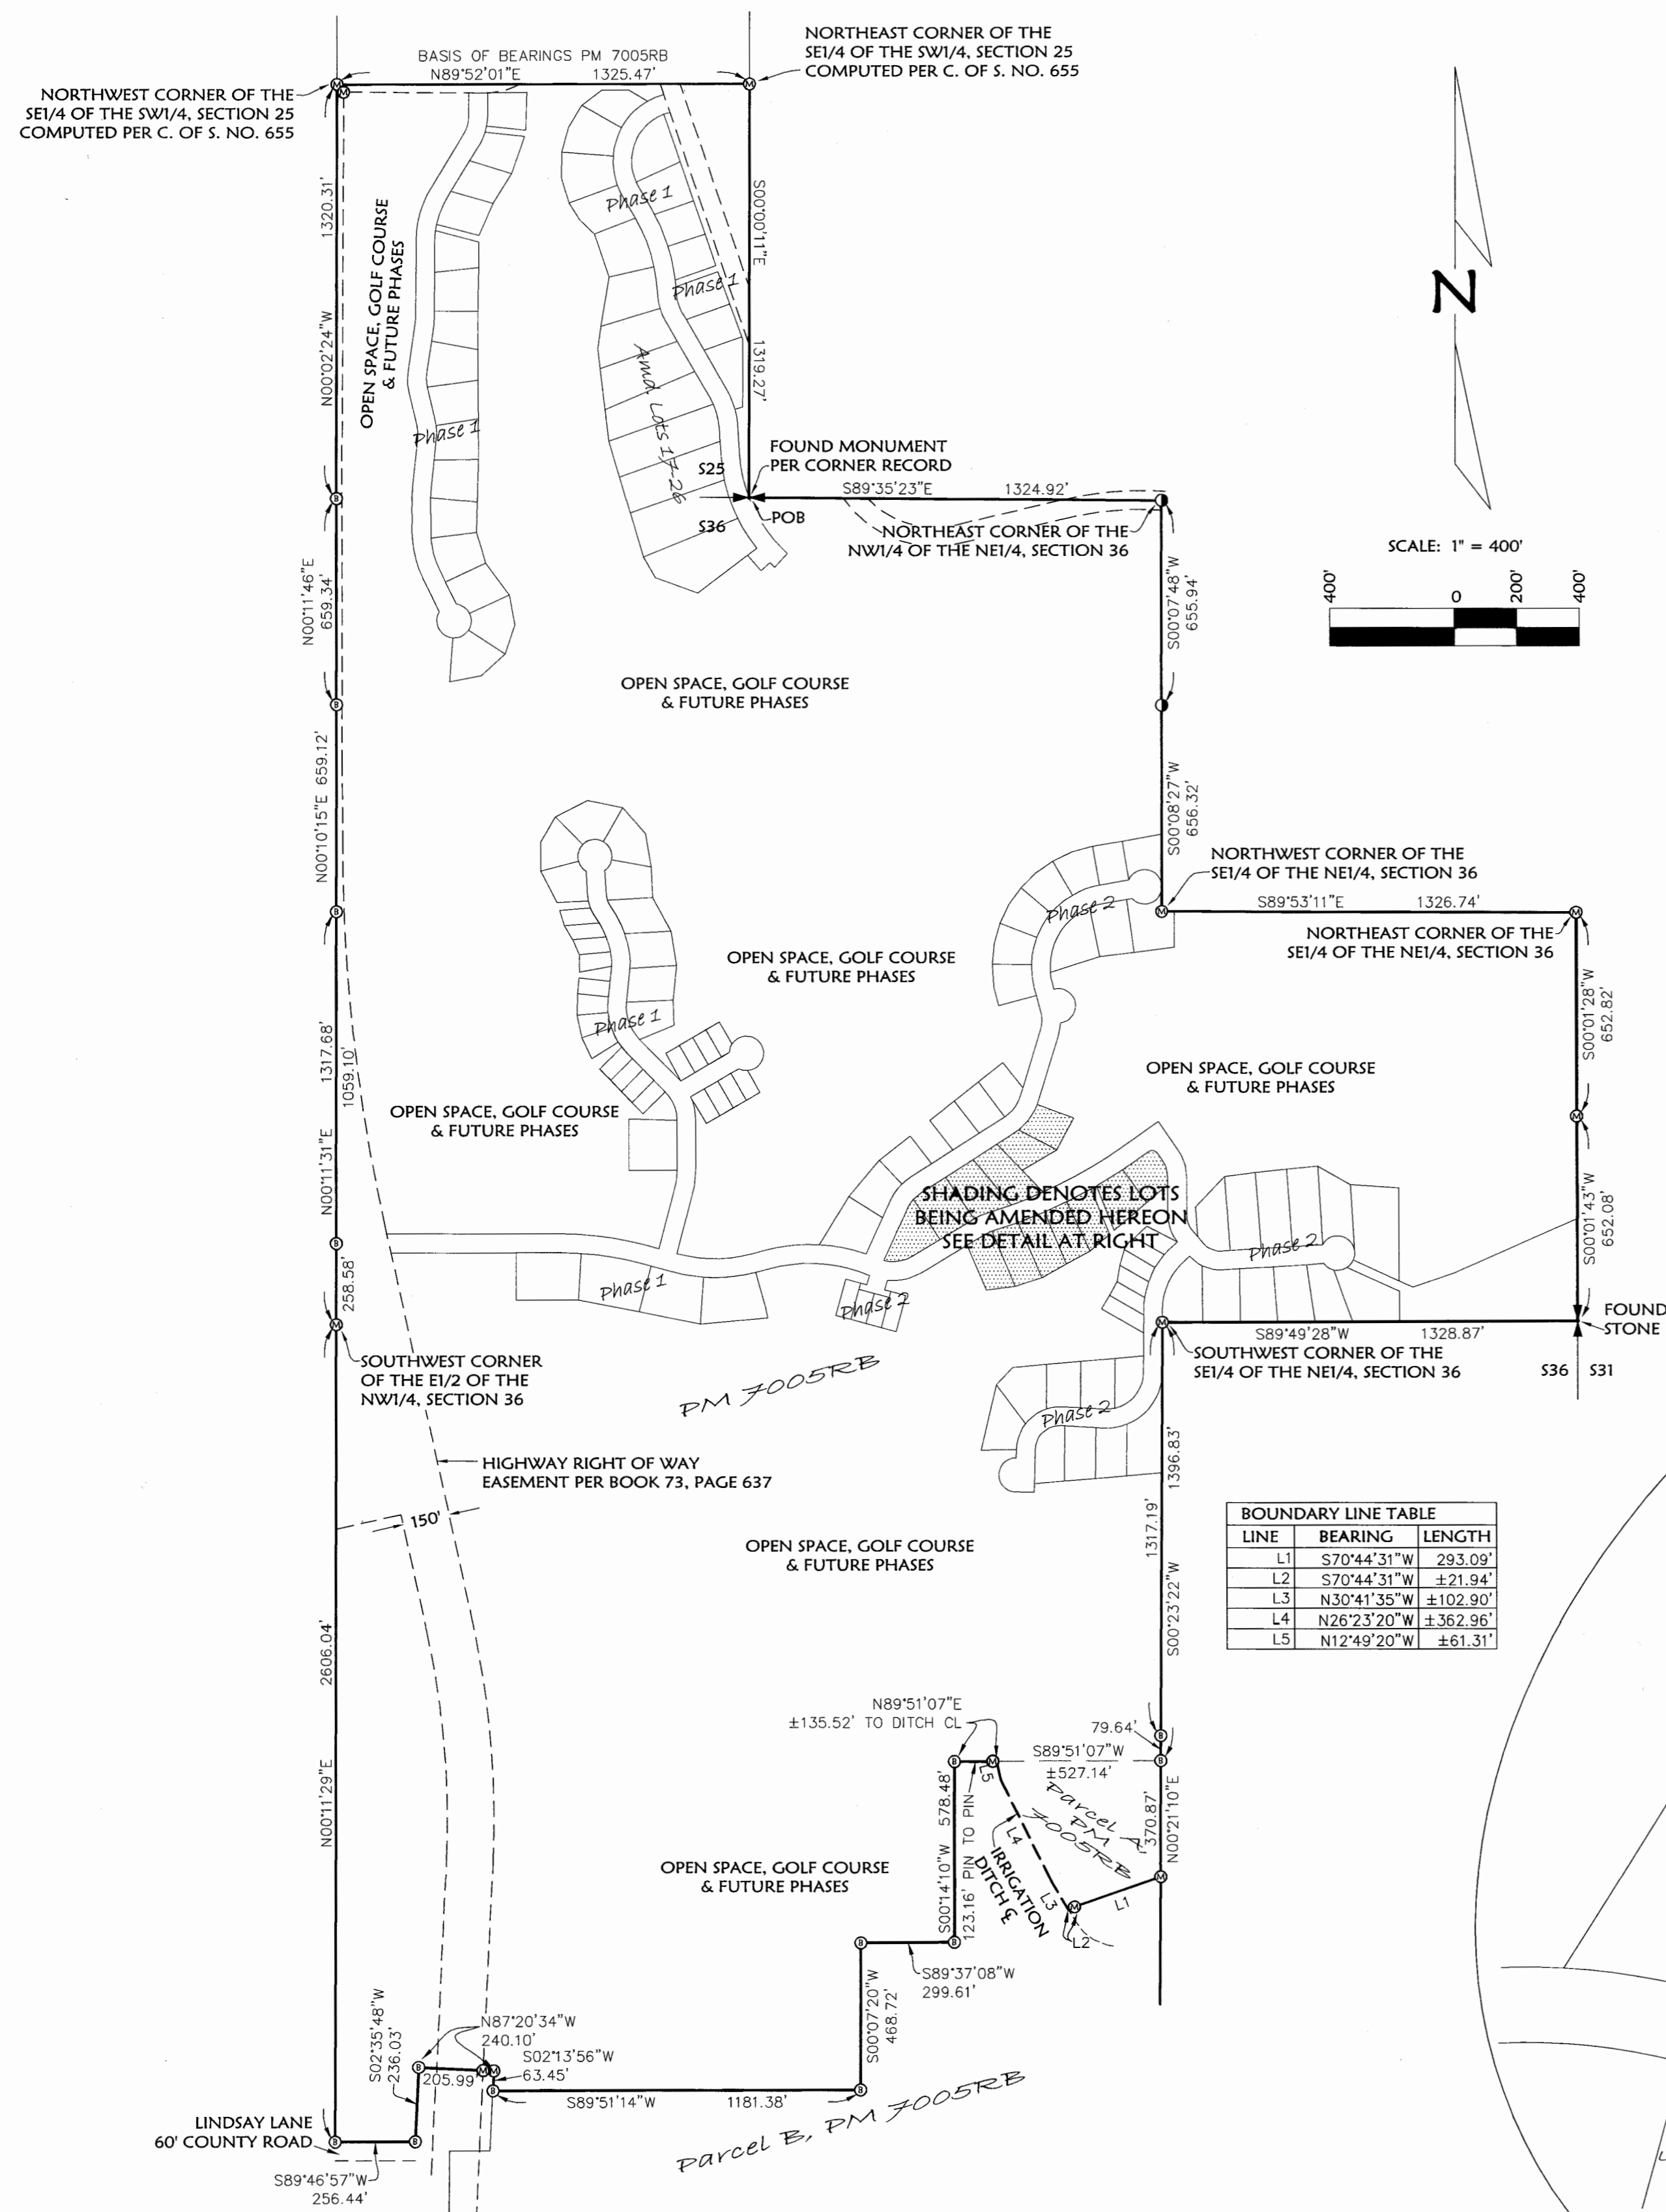 BASIS OF BEARINGS PM 7005RB
N89°52'01"E 1325.47'
NORTHEAST CORNER OF THE
SE1/4 OF THE SW1/4, SECTION 25
COMPUTED PER C. OF S. NO. 655
NORTHWEST CORNER OF THE
SE1/4 OF THE SW1/4, SECTION 25
COMPUTED PER C. OF S. NO. 655
1320.31'
N00°02'24"W
OPEN SPACE, GOLF COURSE
& FUTURE PHASES
Phase 1
Phase 1
Phase 1
Amd. Lots 17-26
S00°00'11"E
1319.27'
N
SCALE: 1" = 400'
400' 0 200' 400'
FOUND MONUMENT
PER CORNER RECORD
S25
S36
POB
S89°35'23"E 1324.92'
NORTHEAST CORNER OF THE
NW1/4 OF THE NE1/4, SECTION 36
N00°11'46"E
659.34'
S00°07'48"W
655.94'
OPEN SPACE, GOLF COURSE
& FUTURE PHASES
N00°10'15"E 659.12'
S00°08'27"W
656.32'
NORTHWEST CORNER OF THE
SE1/4 OF THE NE1/4, SECTION 36
S89°53'11"E 1326.74'
NORTHEAST CORNER OF THE
SE1/4 OF THE NE1/4, SECTION 36
Phase 2
OPEN SPACE, GOLF COURSE
& FUTURE PHASES
Phase 1
S00°01'28"W
652.82'
1317.68'
1059.10'
N00°11'31"E
OPEN SPACE, GOLF COURSE
& FUTURE PHASES
OPEN SPACE, GOLF COURSE
& FUTURE PHASES
SHADING DENOTES LOTS
BEING AMENDED HEREON
SEE DETAIL AT RIGHT
S00°01'43"W
652.08'
258.58'
Phase 1
Phase 2
Phase 2
FOUND
STONE
S89°49'28"W 1328.87'
SOUTHWEST CORNER OF THE
SE1/4 OF THE NE1/4, SECTION 36
S36 S31
SOUTHWEST CORNER
OF THE E1/2 OF THE
NW1/4, SECTION 36
PM 7005RB
Phase 2
HIGHWAY RIGHT OF WAY
EASEMENT PER BOOK 73, PAGE 637
150'
1396.83'
1317.19'
S00°23'22"W
OPEN SPACE, GOLF COURSE
& FUTURE PHASES
BOUNDARY LINE TABLE
LINE BEARING LENGTH
L1 S70°44'31"W 293.09'
L2 S70°44'31"W ±21.94'
L3 N30°41'35"W ±102.90'
L4 N26°23'20"W ±362.96'
L5 N12°49'20"W ±61.31'
2606.04'
N00°11'29"E
N89°51'07"E
±135.52' TO DITCH CL
79.64'
S89°51'07"W
±527.14'
L5
L4
L3
L2
L1
Parcel A,
PM
7005RB
370.87'
N00°21'10"E
S00°14'10"W 578.48'
123.16' PIN TO PIN
IRRIGATION
DITCH ℄
OPEN SPACE, GOLF COURSE
& FUTURE PHASES
S89°37'08"W
299.61'
S00°07'20"W
468.72'
N87°20'34"W
240.10'
S02°13'56"W
63.45'
S02°35'48"W
236.03'
205.99'
S89°51'14"W 1181.38'
Parcel B, PM 7005RB
LINDSAY LANE
60' COUNTY ROAD
S89°46'57"W
256.44'